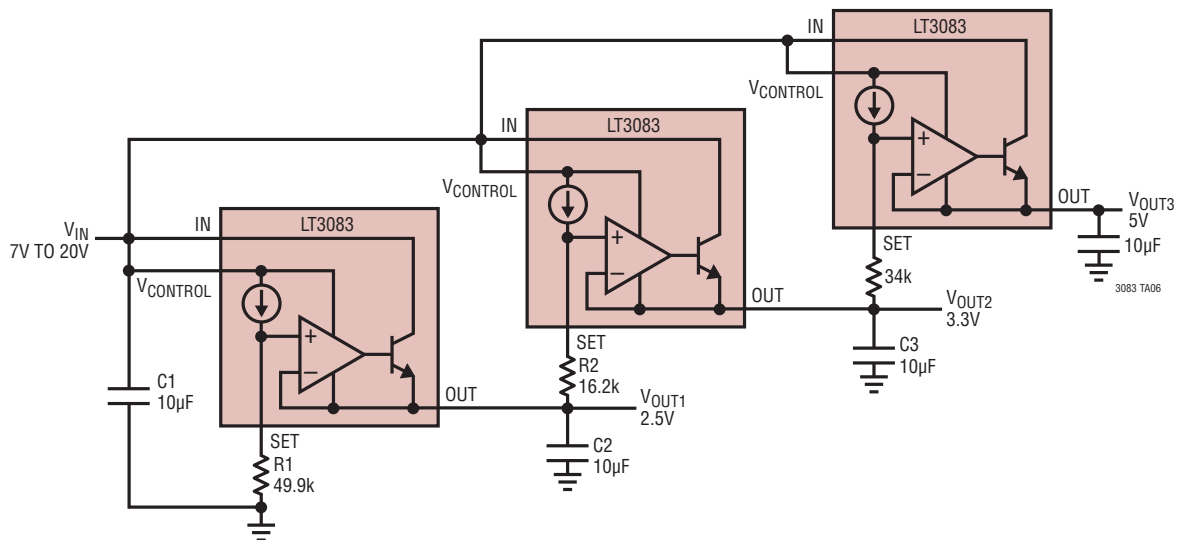 IN
LT3083
VCONTROL
IN
LT3083
VCONTROL
OUT
VOUT3
5V
10µF
VIN
7V TO 20V
IN
LT3083
SET
34k
3083 TA06
VCONTROL
OUT
VOUT2
3.3V
SET
R2
16.2k
C3
10µF
C1
10µF
OUT
VOUT1
2.5V
SET
R1
49.9k
C2
10µF
+
−
+
−
+
−